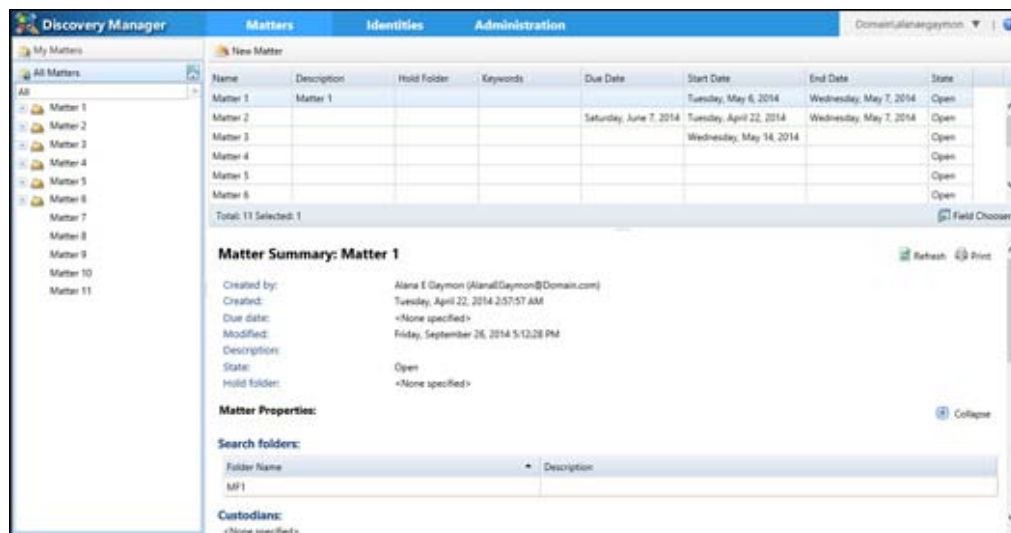 Discovery Manager Matters Identities Administration Domain\alanaegaymon
My Matters
New Matter
All Matters
All
Matter 1
Matter 2
Matter 3
Matter 4
Matter 5
Matter 6
Matter 7
Matter 8
Matter 9
Matter 10
Matter 11
Name Description Hold Folder Keywords Due Date Start Date End Date State
Matter 1 Matter 1 Tuesday, May 6, 2014 Wednesday, May 7, 2014 Open
Matter 2 Saturday, June 7, 2014 Tuesday, April 22, 2014 Wednesday, May 7, 2014 Open
Matter 3 Wednesday, May 14, 2014 Open
Matter 4 Open
Matter 5 Open
Matter 6 Open
Total: 11 Selected: 1 Field Chooser
Matter Summary: Matter 1 Refresh Print
Created by: Alana E Gaymon (AlanaEGaymon@Domain.com)
Created: Tuesday, April 22, 2014 2:57:57 AM
Due date: <None specified>
Modified: Friday, September 26, 2014 5:12:28 PM
Description:
State: Open
Hold folder: <None specified>
Matter Properties: Collapse
Search folders:
Folder Name Description
MF1
Custodians:
<None specified>